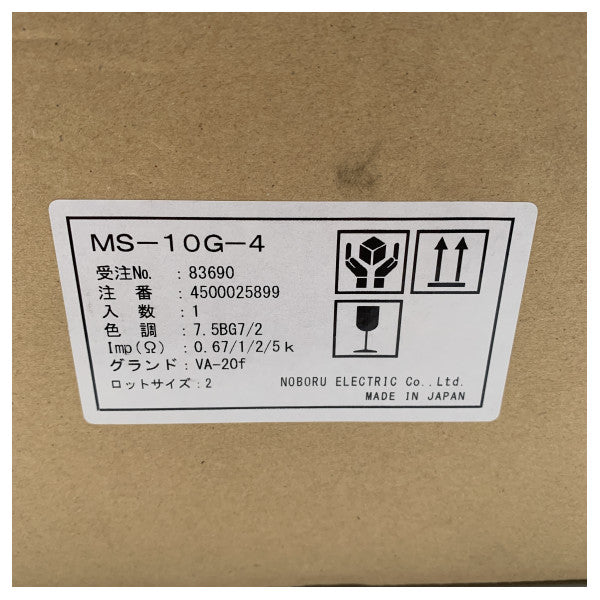 MS-10G-4
受注No. : 83690
注 番 : 4500025899
入 数 : 1
色 調 : 7.5BG7/2
Imp(Ω) : 0.67/1/2/5k
グランド : VA-20f
ロットサイズ : 2
NOBORU ELECTRIC Co.,Ltd.
MADE IN JAPAN